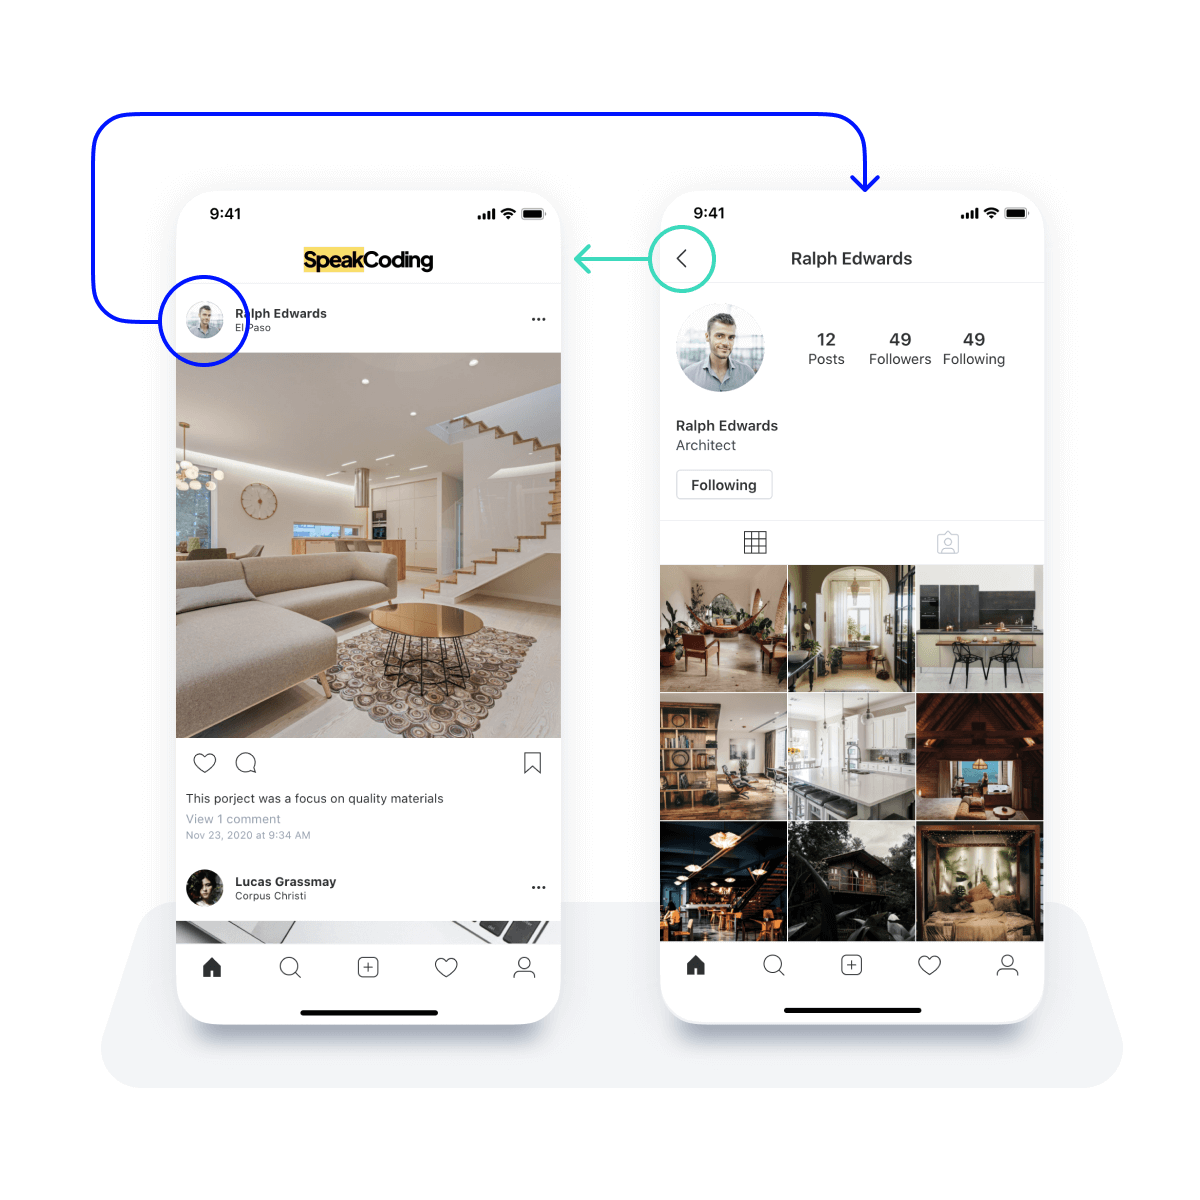 9:41
SpeakCoding
Ralph Edwards
El Paso
This porject was a focus on quality materials
View 1 comment
Nov 23, 2020 at 9:34 AM
Lucas Grassmay
Corpus Christi
9:41
Ralph Edwards
12 49 49
Posts Followers Following
Ralph Edwards
Architect
Following